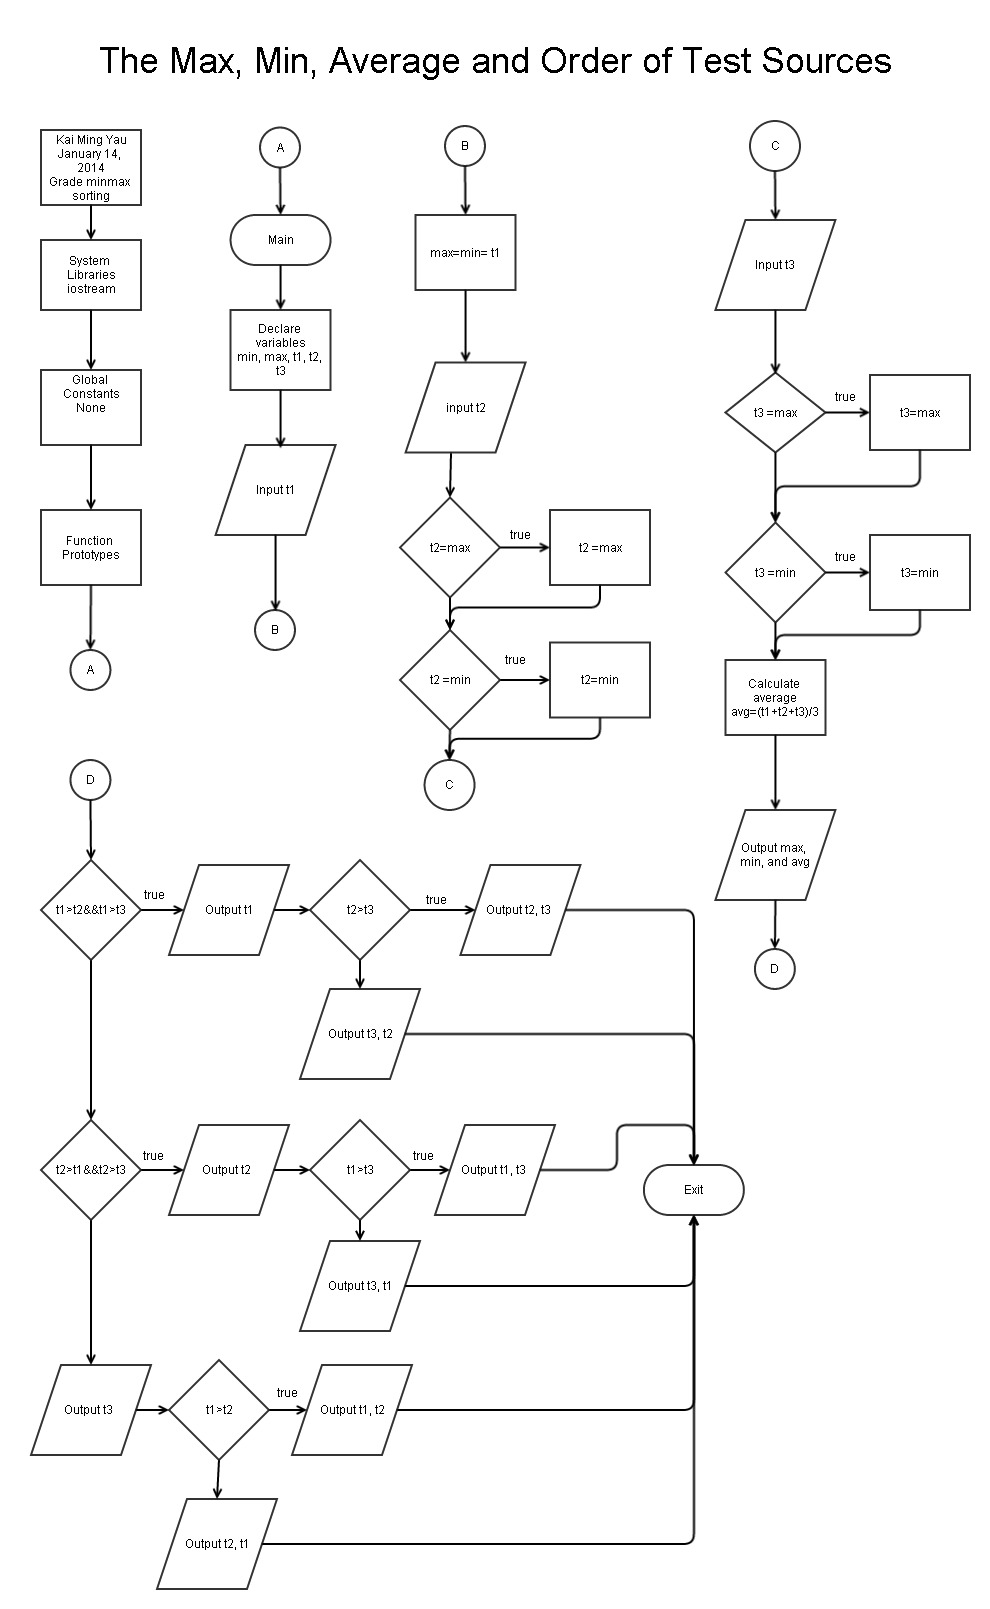 The Max, Min, Average and Order of Test Sources
Kai Ming Yau
January 14,
2014
Grade minmax
sorting
System
Libraries
iostream
Global
Constants
None
Function
Prototypes
A
A
Main
Declare
variables
min, max, t1, t2,
t3
Input t1
B
B
max=min= t1
input t2
t2=max
true
t2 =max
t2 =min
true
t2=min
C
C
Input t3
t3 =max
true
t3=max
t3 =min
true
t3=min
Calculate
average
avg=(t1+t2+t3)/3
Output max,
min, and avg
D
D
t1>t2&&t1>t3
true
Output t1
t2>t3
true
Output t2, t3
Output t3, t2
t2>t1&&t2>t3
true
Output t2
t1>t3
true
Output t1, t3
Exit
Output t3, t1
Output t3
t1>t2
true
Output t1, t2
Output t2, t1